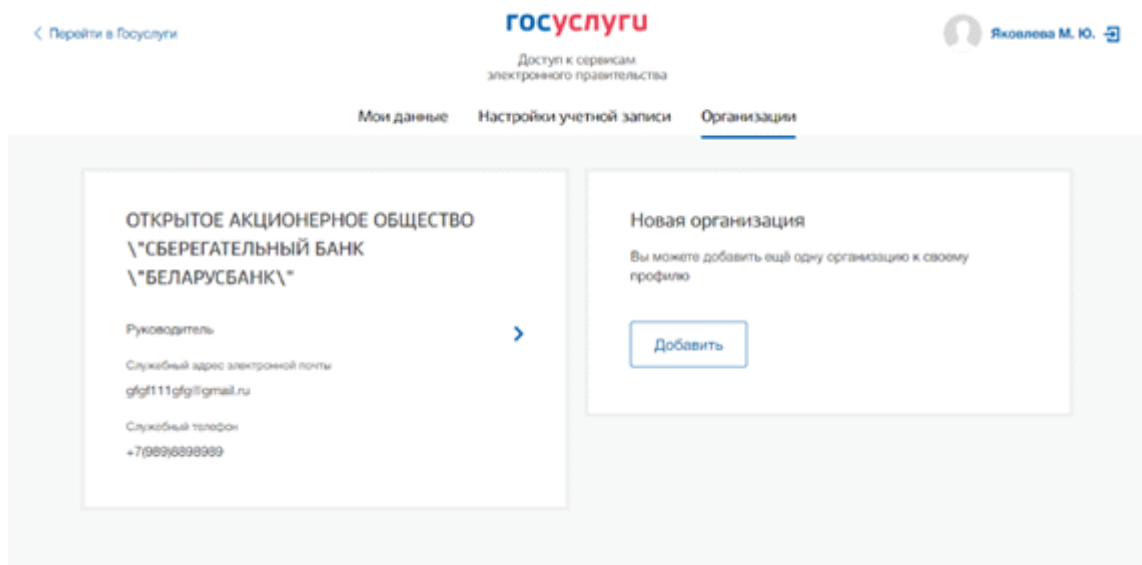 Перейти в Госуслуги
госуслуги
Яковлева М. Ю.
Доступ к сервисам
электронного правительства
Мои данные Настройки учетной записи Организации
ОТКРЫТОЕ АКЦИОНЕРНОЕ ОБЩЕСТВО
\"СБЕРЕГАТЕЛЬНЫЙ БАНК
\"БЕЛАРУСБАНК\"
Руководитель
Служебный адрес электронной почты
gfgf111gfg@gmail.ru
Служебный телефон
+7(989)8898989
Новая организация
Вы можете добавить ещё одну организацию к своему
профилю
Добавить